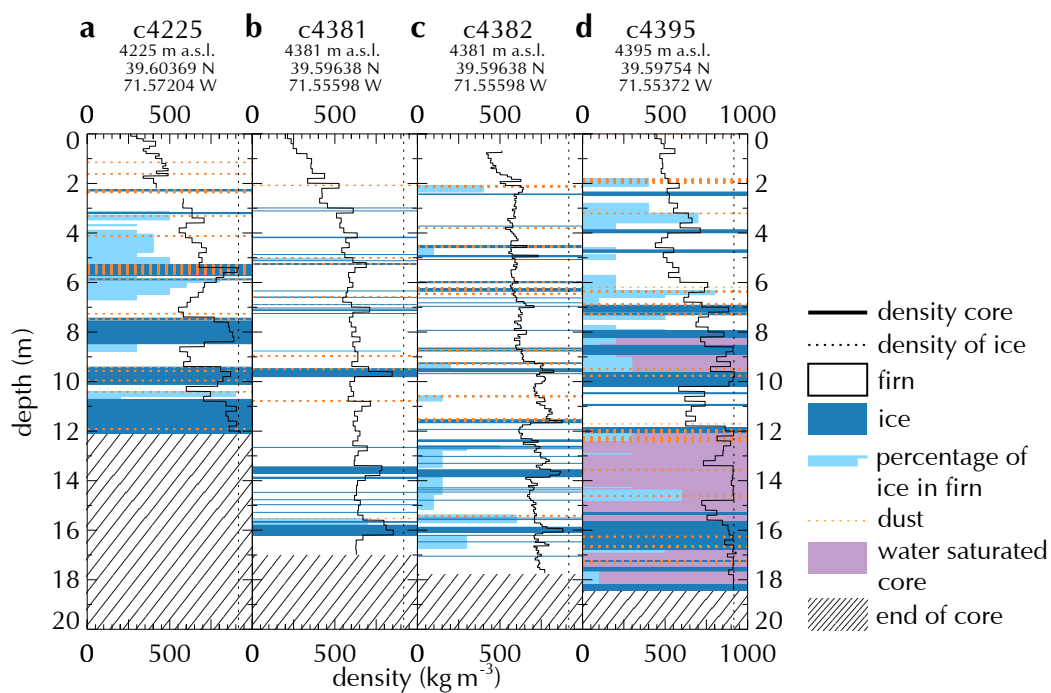 a c4225 b c4381 c c4382 d c4395
4225 m a.s.l. 4381 m a.s.l. 4381 m a.s.l. 4395 m a.s.l.
39.60369 N 39.59638 N 39.59638 N 39.59754 N
71.57204 W 71.55598 W 71.55598 W 71.55372 W
0 500 0 500 0 500 0 500 1000
0 0
2 2
4 4
6 6
8 8
10 10
12 12
14 14
16 16
18 18
20 20
0 500 0 500 0 500 0 500 1000
depth (m)
density (kg m-3)
density core
density of ice
firn
ice
percentage of
ice in firn
dust
water saturated
core
end of core